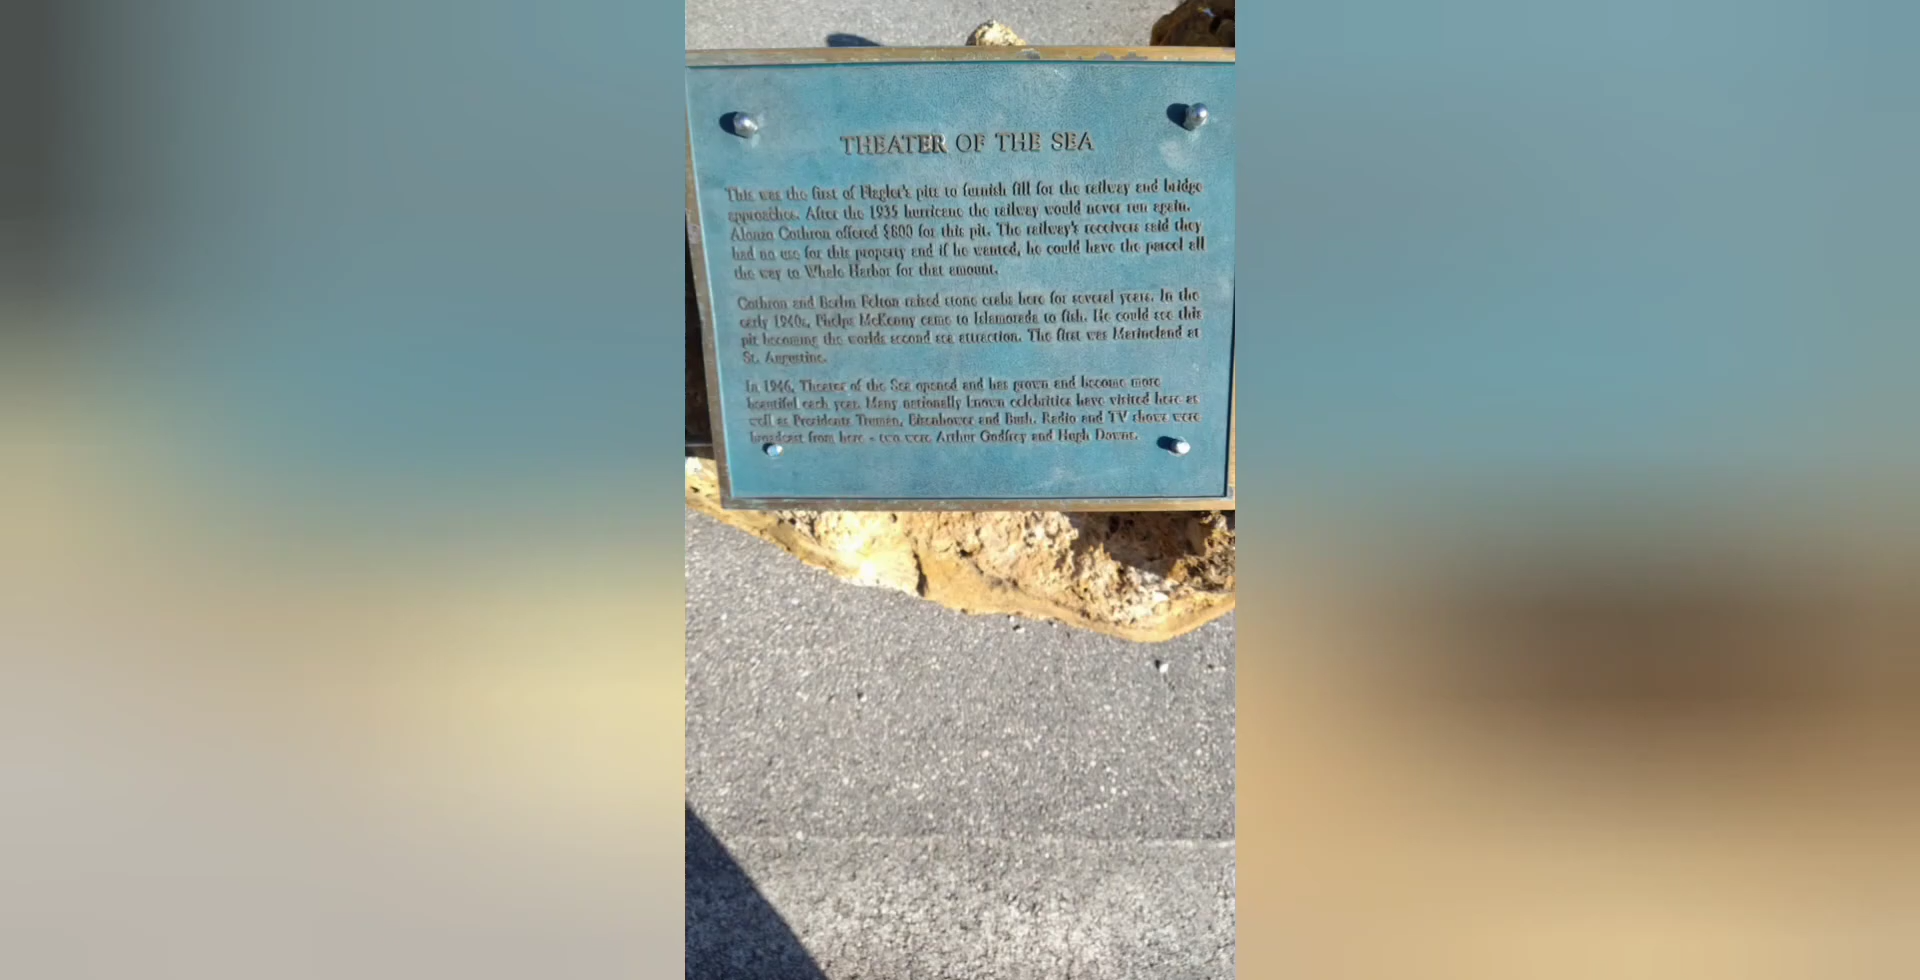 THEATER OF THE SEA
This was the first of Flagler's pits to furnish fill for the railway and bridge
approaches. After the 1935 hurricane the railway would never run again.
Alonzo Cothron offered $800 for this pit. The railway's receivers said they
had no use for this property and if he wanted, he could have the parcel all
the way to Whale Harbor for that amount.
Cothron and Berlin Felton raised stone crabs here for several years. In the
early 1940s, Phelps McKenny came to Islamorada to fish. He could see this
pit becoming the worlds second sea attraction. The first was Marineland at
St. Augustine.
In 1946, Theater of the Sea opened and has grown and become more
beautiful each year. Many nationally known celebrities have visited here as
well as Presidents Truman, Eisenhower and Bush. Radio and TV shows were
broadcast from here - two were Arthur Godfrey and Hugh Downs.